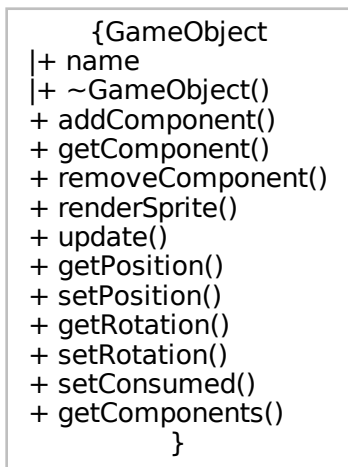 {GameObject
|+ name
|+ ~GameObject()
+ addComponent()
+ getComponent()
+ removeComponent()
+ renderSprite()
+ update()
+ getPosition()
+ setPosition()
+ getRotation()
+ setRotation()
+ setConsumed()
+ getComponents()
}